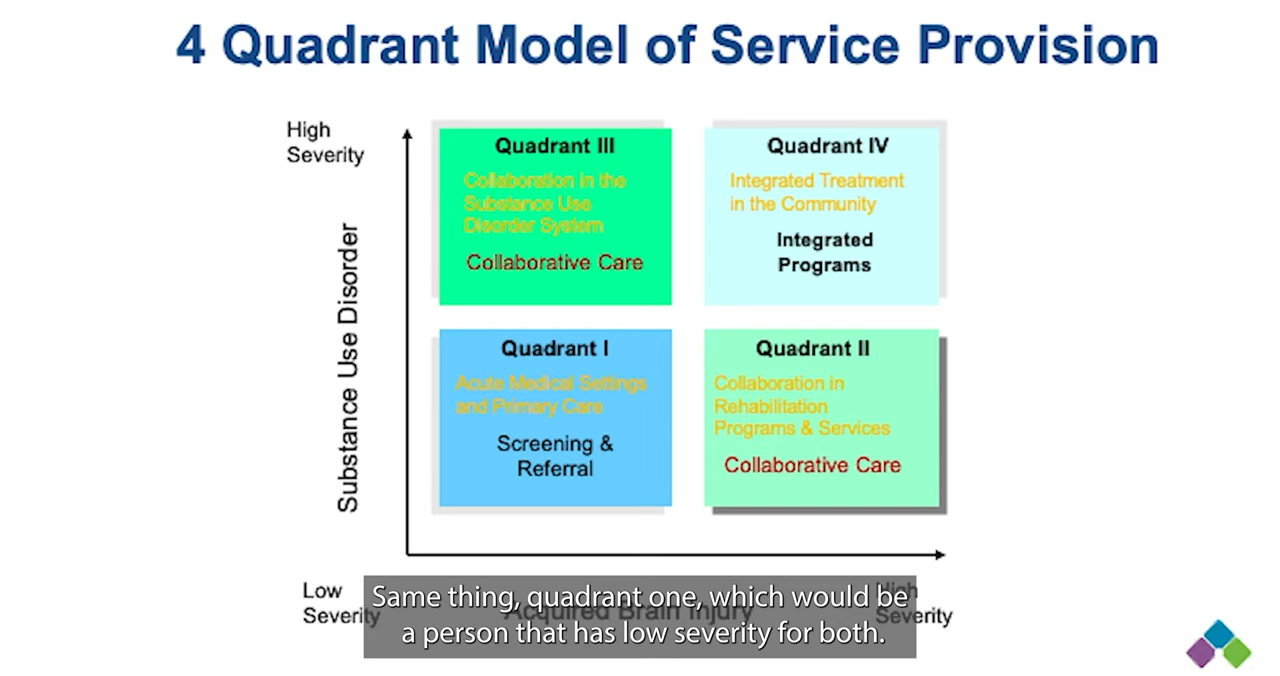 4 Quadrant Model of Service Provision
High
Severity
Substance Use Disorder
Quadrant III
Collaboration in the
Substance Use
Disorder System
Collaborative Care
Quadrant IV
Integrated Treatment
in the Community
Integrated
Programs
Quadrant I
Acute Medical Settings
and Primary Care
Screening &
Referral
Quadrant II
Collaboration in
Rehabilitation
Programs & Services
Collaborative Care
Low
Severity
Acquired Brain Injury
High
Severity
Same thing, quadrant one, which would be
a person that has low severity for both.